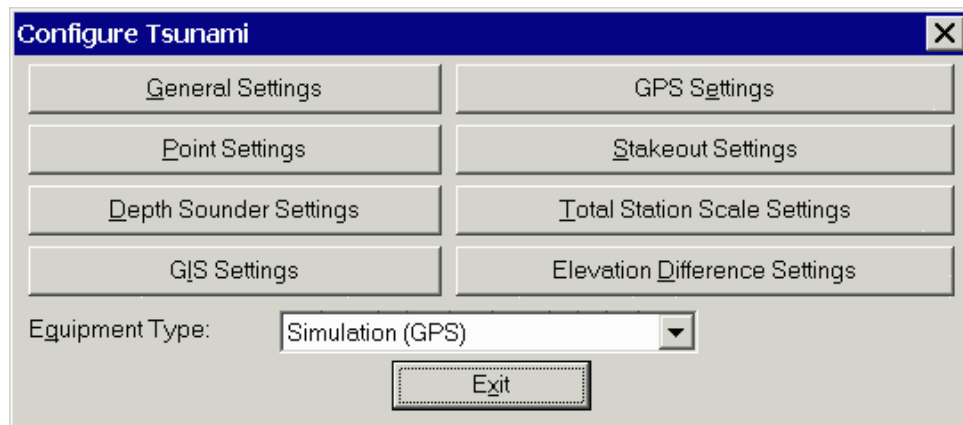 Configure Tsunami
General Settings
GPS Settings
Point Settings
Stakeout Settings
Depth Sounder Settings
Total Station Scale Settings
GIS Settings
Elevation Difference Settings
Equipment Type:
Simulation (GPS)
Exit